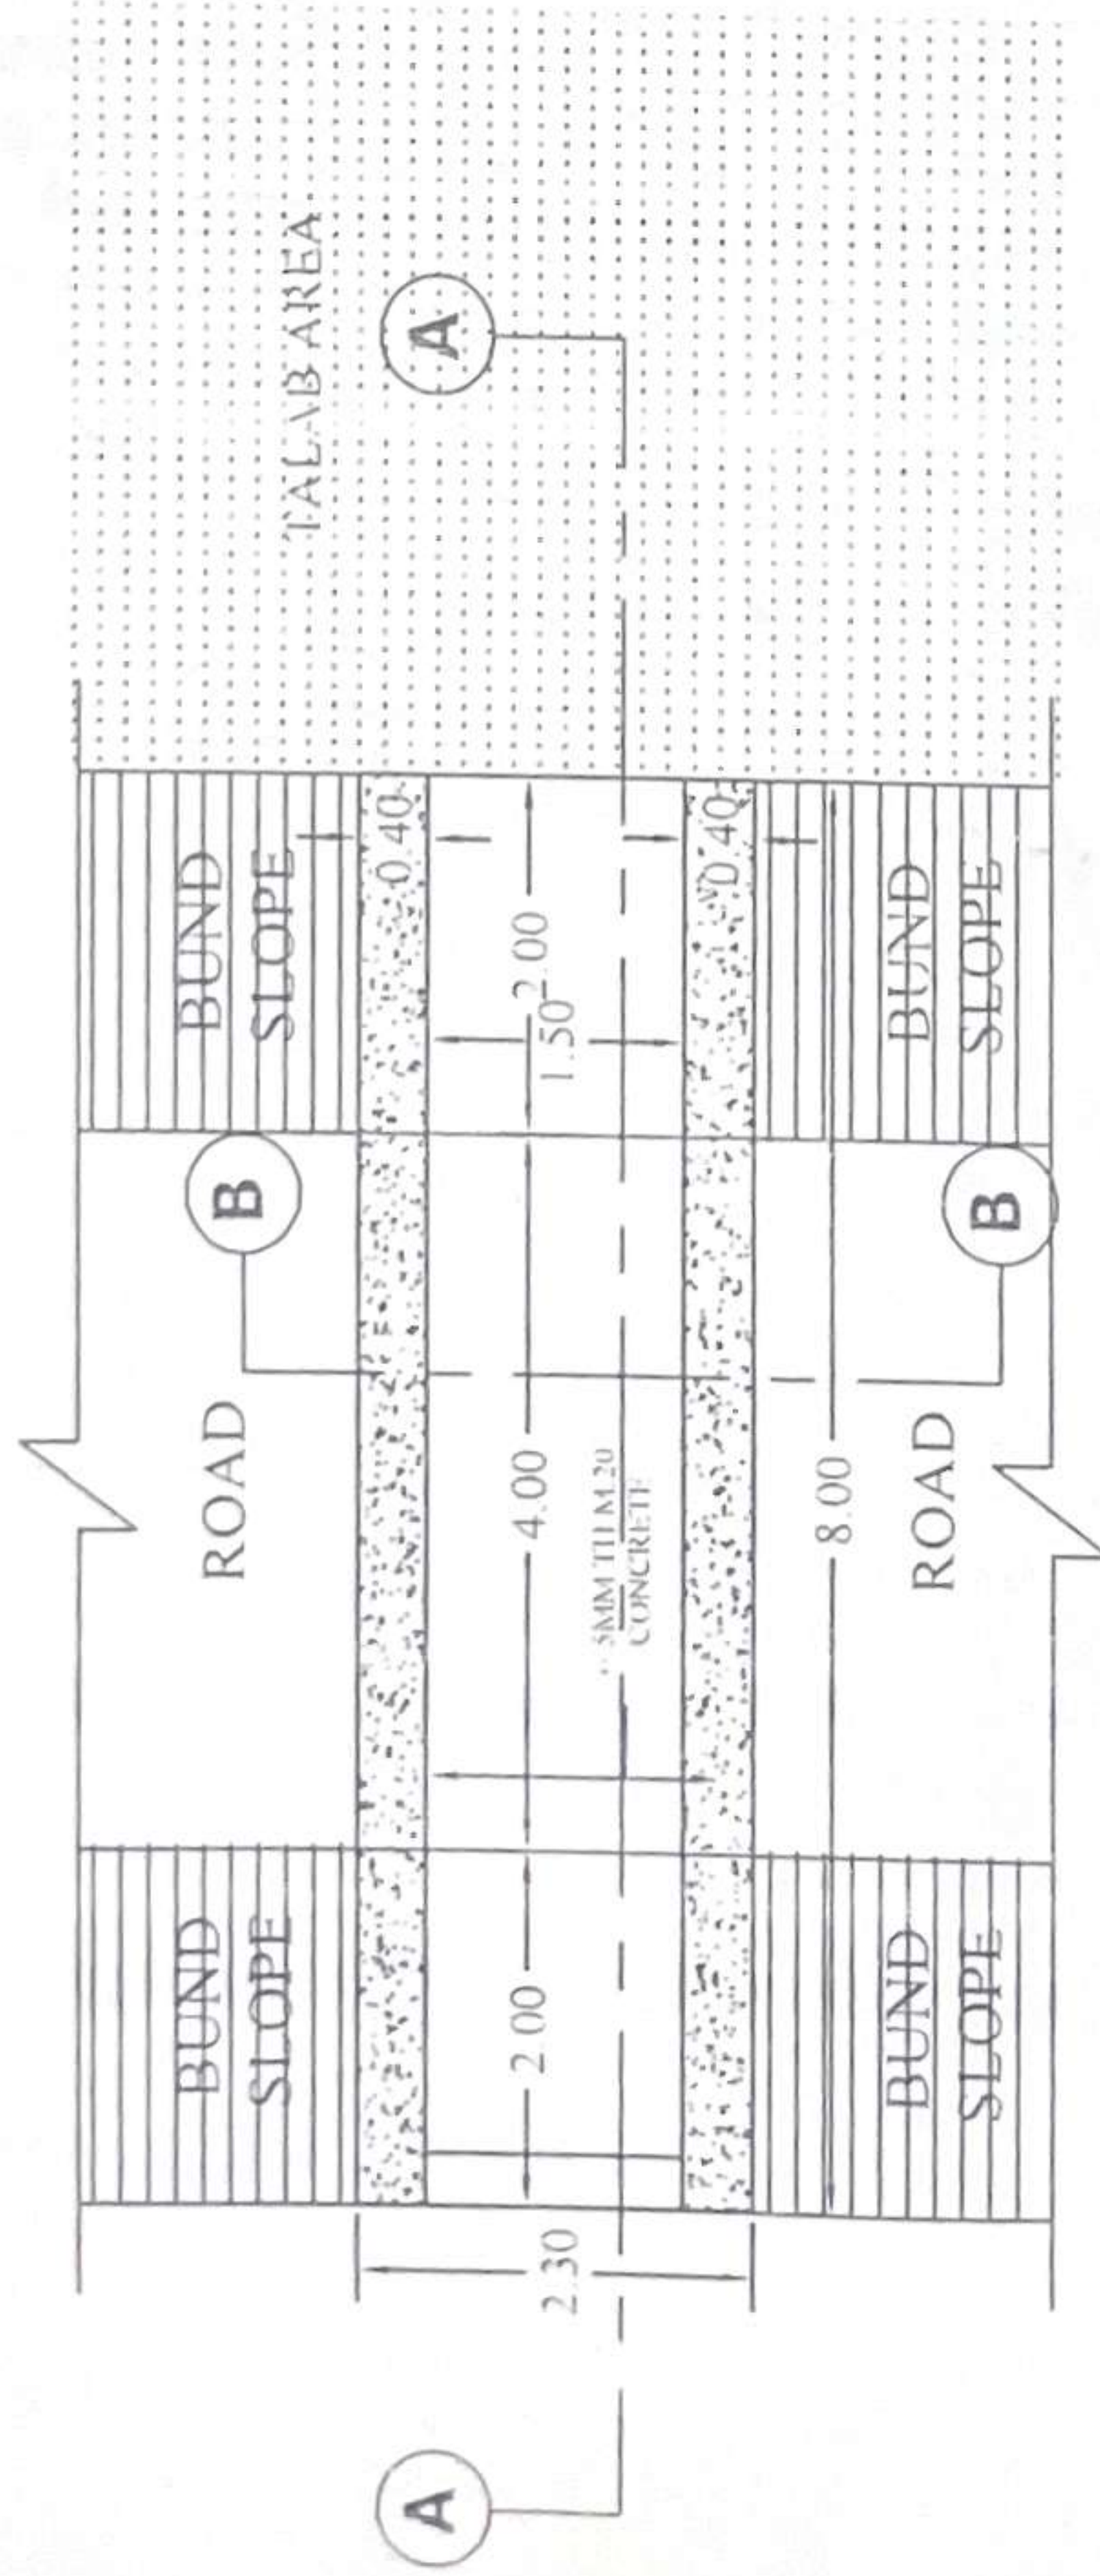 TALAB AREA
A
BUND
SLOPE
0.40
2.00
1.50
0.40
BUND
SLOPE
B
B
ROAD
4.00
M 20
CONCRETE
8.00
ROAD
BUND
SLOPE
2.00
BUND
SLOPE
2.30
A